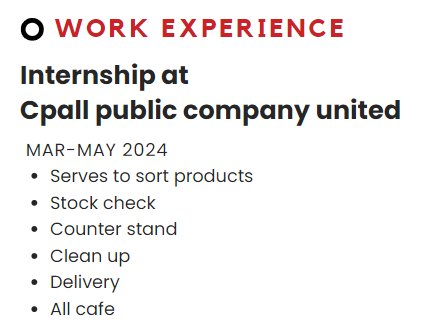 WORK EXPERIENCE
Internship at
Cpall public company united
MAR-MAY 2024
• Serves to sort products
• Stock check
• Counter stand
• Clean up
• Delivery
• All cafe